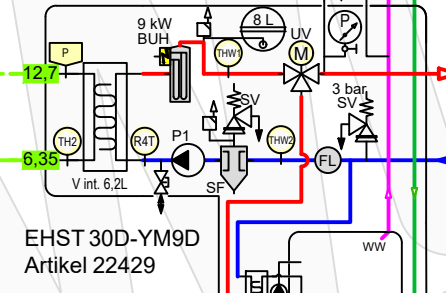 9 kW
BUH
8 L
UV
P
P
THW1
M
12,7
3 bar
SV
SV
TH2
R4T
P1
THW2
6,35
FL
V int. 6,2L
SF
EHST 30D-YM9D
Artikel 22429
WW